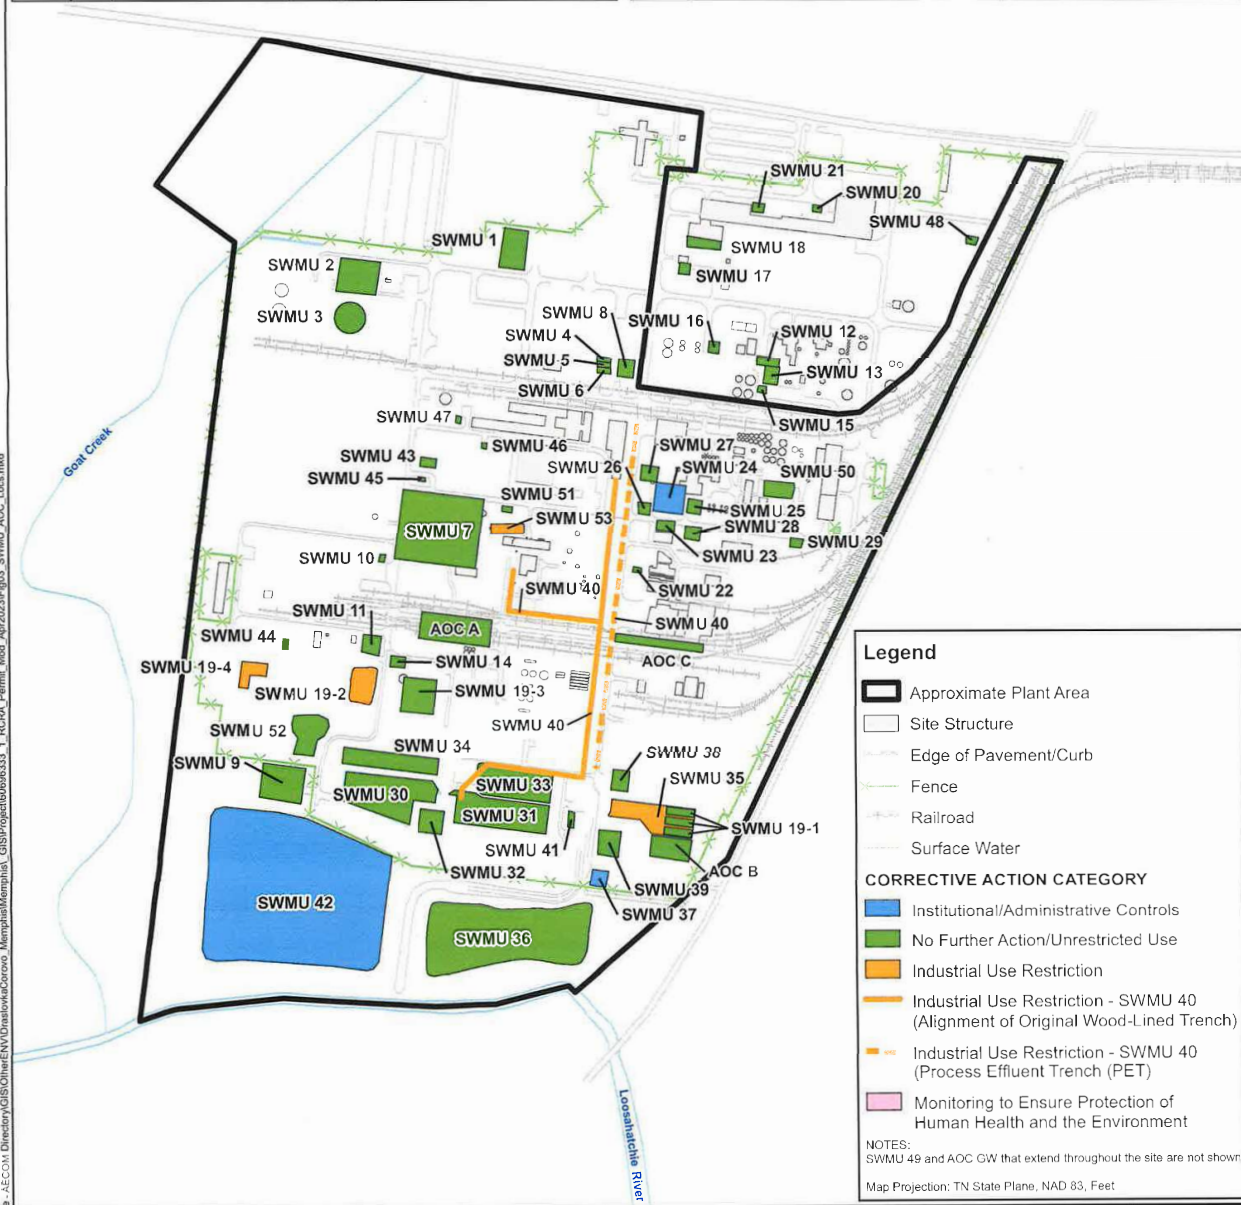 SWMU 21
SWMU 20
SWMU 48
SWMU 1
SWMU 18
SWMU 2
SWMU 17
SWMU 3
SWMU 8
SWMU 16
SWMU 4
SWMU 12
SWMU 5
SWMU 13
SWMU 6
SWMU 47
SWMU 15
SWMU 46
SWMU 27
SWMU 43
SWMU 26
SWMU 24
SWMU 50
SWMU 45
Goat Creek
SWMU 51
SWMU 25
SWMU 53
SWMU 28
SWMU 7
SWMU 29
SWMU 10
SWMU 23
SWMU 40
SWMU 22
SWMU 11
SWMU 40
AOC A
SWMU 44
AOC C
SWMU 14
SWMU 19-4
SWMU 19-2
SWMU 19-3
SWMU 40
SWMU 52
SWMU 34
SWMU 38
SWMU 9
SWMU 35
SWMU 33
SWMU 30
SWMU 31
SWMU 19-1
SWMU 41
SWMU 32
AOC B
SWMU 39
SWMU 42
SWMU 37
SWMU 36
Loosahatchie River
Legend
Approximate Plant Area
Site Structure
Edge of Pavement/Curb
Fence
Railroad
Surface Water
CORRECTIVE ACTION CATEGORY
Institutional/Administrative Controls
No Further Action/Unrestricted Use
Industrial Use Restriction
Industrial Use Restriction - SWMU 40
(Alignment of Original Wood-Lined Trench)
Industrial Use Restriction - SWMU 40
(Process Effluent Trench (PET)
Monitoring to Ensure Protection of
Human Health and the Environment
NOTES:
SWMU 49 and AOC GW that extend throughout the site are not shown
Map Projection: TN State Plane, NAD 83, Feet